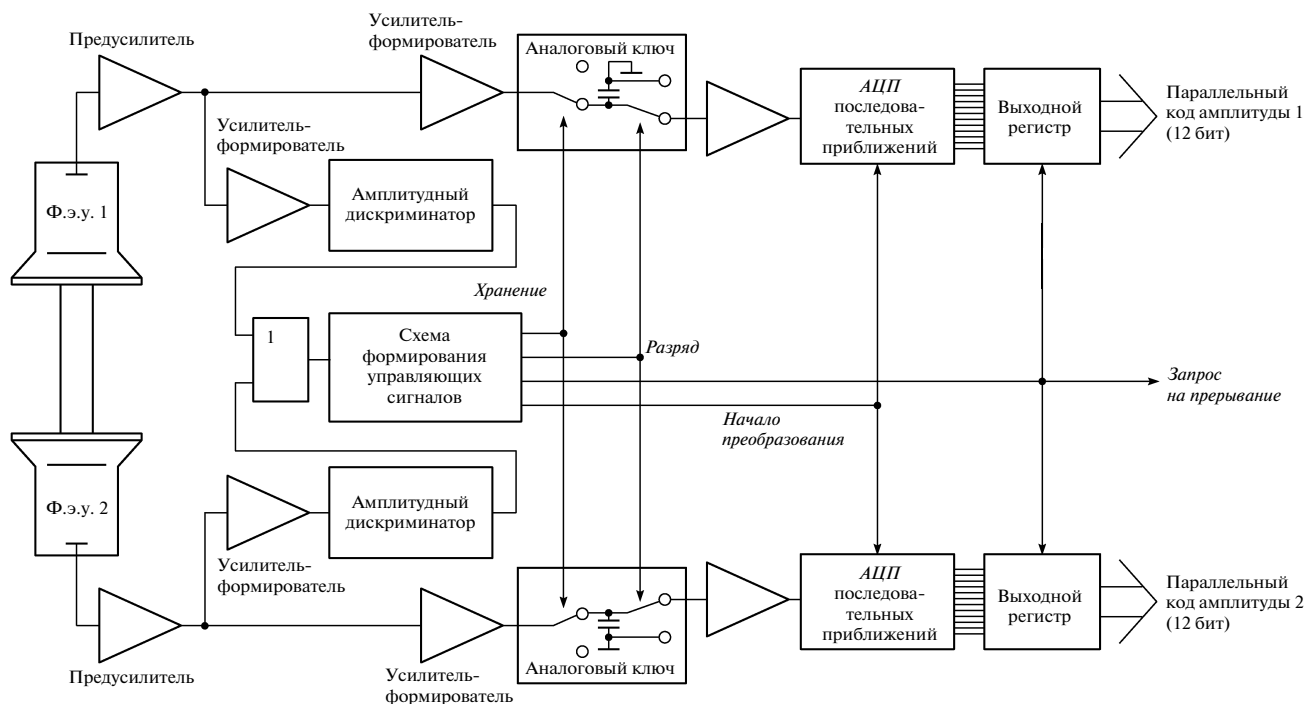 Предусилитель
Усилитель-
формирователь
Аналоговый ключ
АЦП
последова-
тельных
приближений
Выходной
регистр
Параллельный
код амплитуды 1
(12 бит)
Усилитель-
формирователь
Амплитудный
дискриминатор
Ф.э.у. 1
Хранение
1
Схема
формирования
управляющих
сигналов
Разряд
Запрос
на прерывание
Начало
преобразования
Ф.э.у. 2
Амплитудный
дискриминатор
Усилитель-
формирователь
АЦП
последова-
тельных
приближений
Выходной
регистр
Параллельный
код амплитуды 2
(12 бит)
Аналоговый ключ
Предусилитель
Усилитель-
формирователь